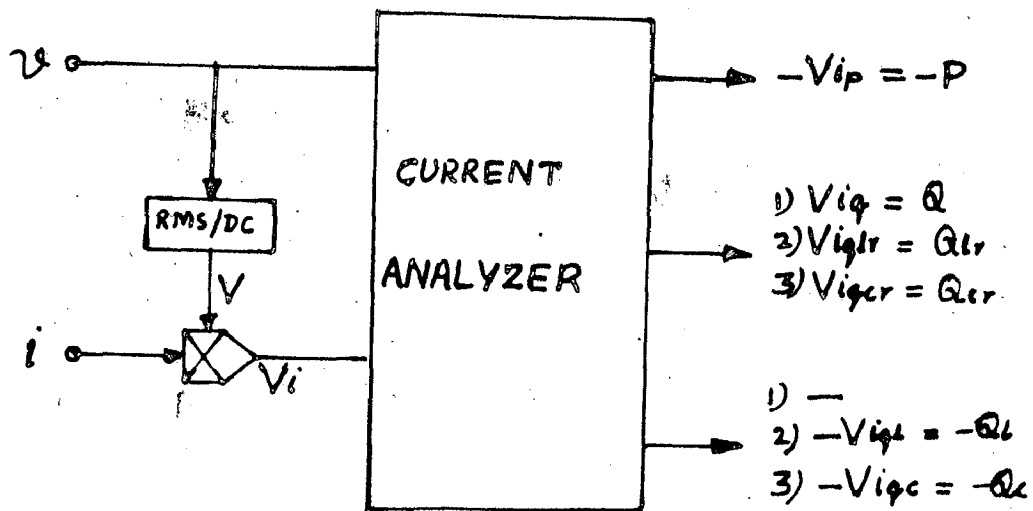 v
-Vip = -P
CURRENT
ANALYZER
RMS/DC
V
i
Vi
1) Viq = Q
2) Viqlr = Qlr
3) Viqcr = Qcr
1) —
2) -Viql = -Ql
3) -Viqc = -Qc